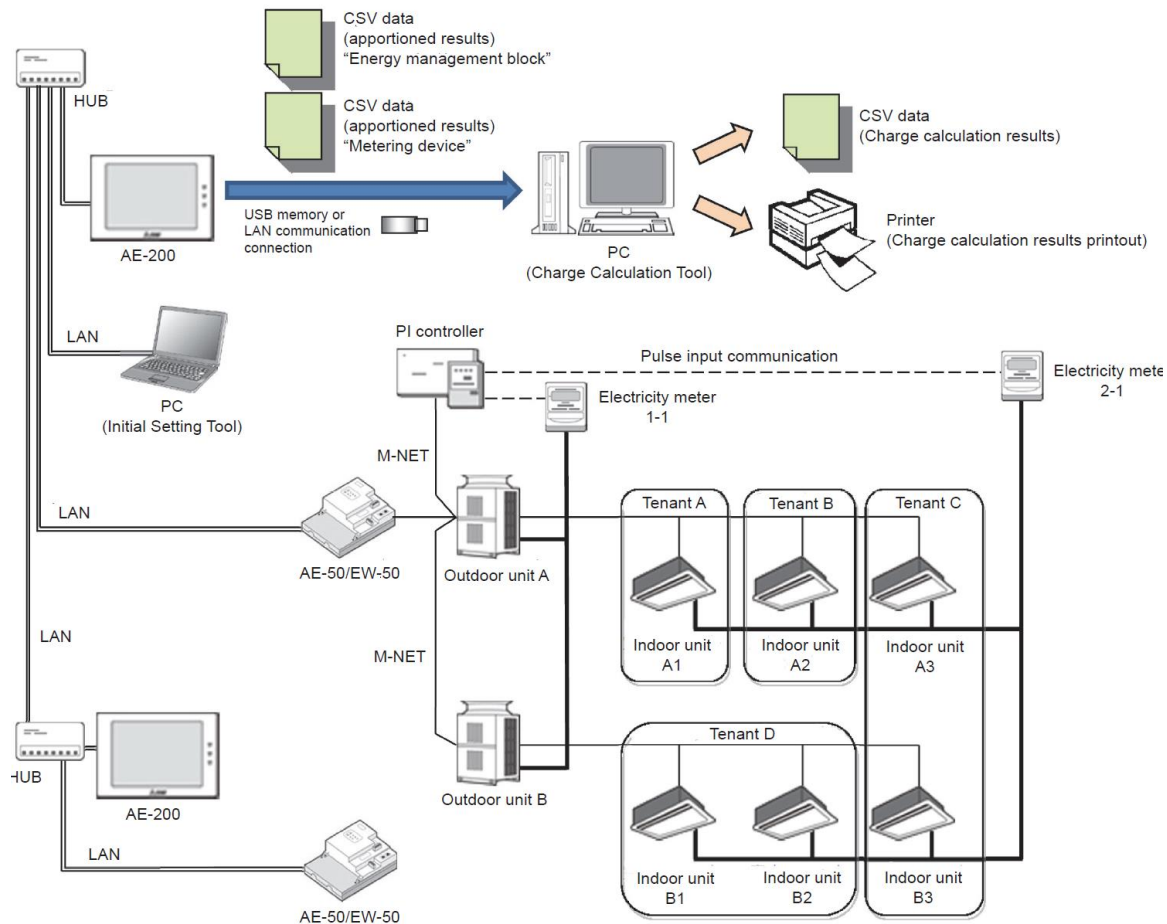 CSV data
(apportioned results)
“Energy management block”
HUB
CSV data
(apportioned results)
“Metering device”
CSV data
(Charge calculation results)
USB memory or
LAN communication
connection
AE-200
PC
(Charge Calculation Tool)
Printer
(Charge calculation results printout)
LAN
PC
(Initial Setting Tool)
PI controller
Pulse input communication
Electricity meter
1-1
Electricity meter
2-1
M-NET
LAN
AE-50/EW-50
Outdoor unit A
Tenant A
Tenant B
Tenant C
Indoor unit
A1
Indoor unit
A2
Indoor unit
A3
LAN
M-NET
HUB
AE-200
Outdoor unit B
Tenant D
Indoor unit
B1
Indoor unit
B2
Indoor unit
B3
LAN
AE-50/EW-50